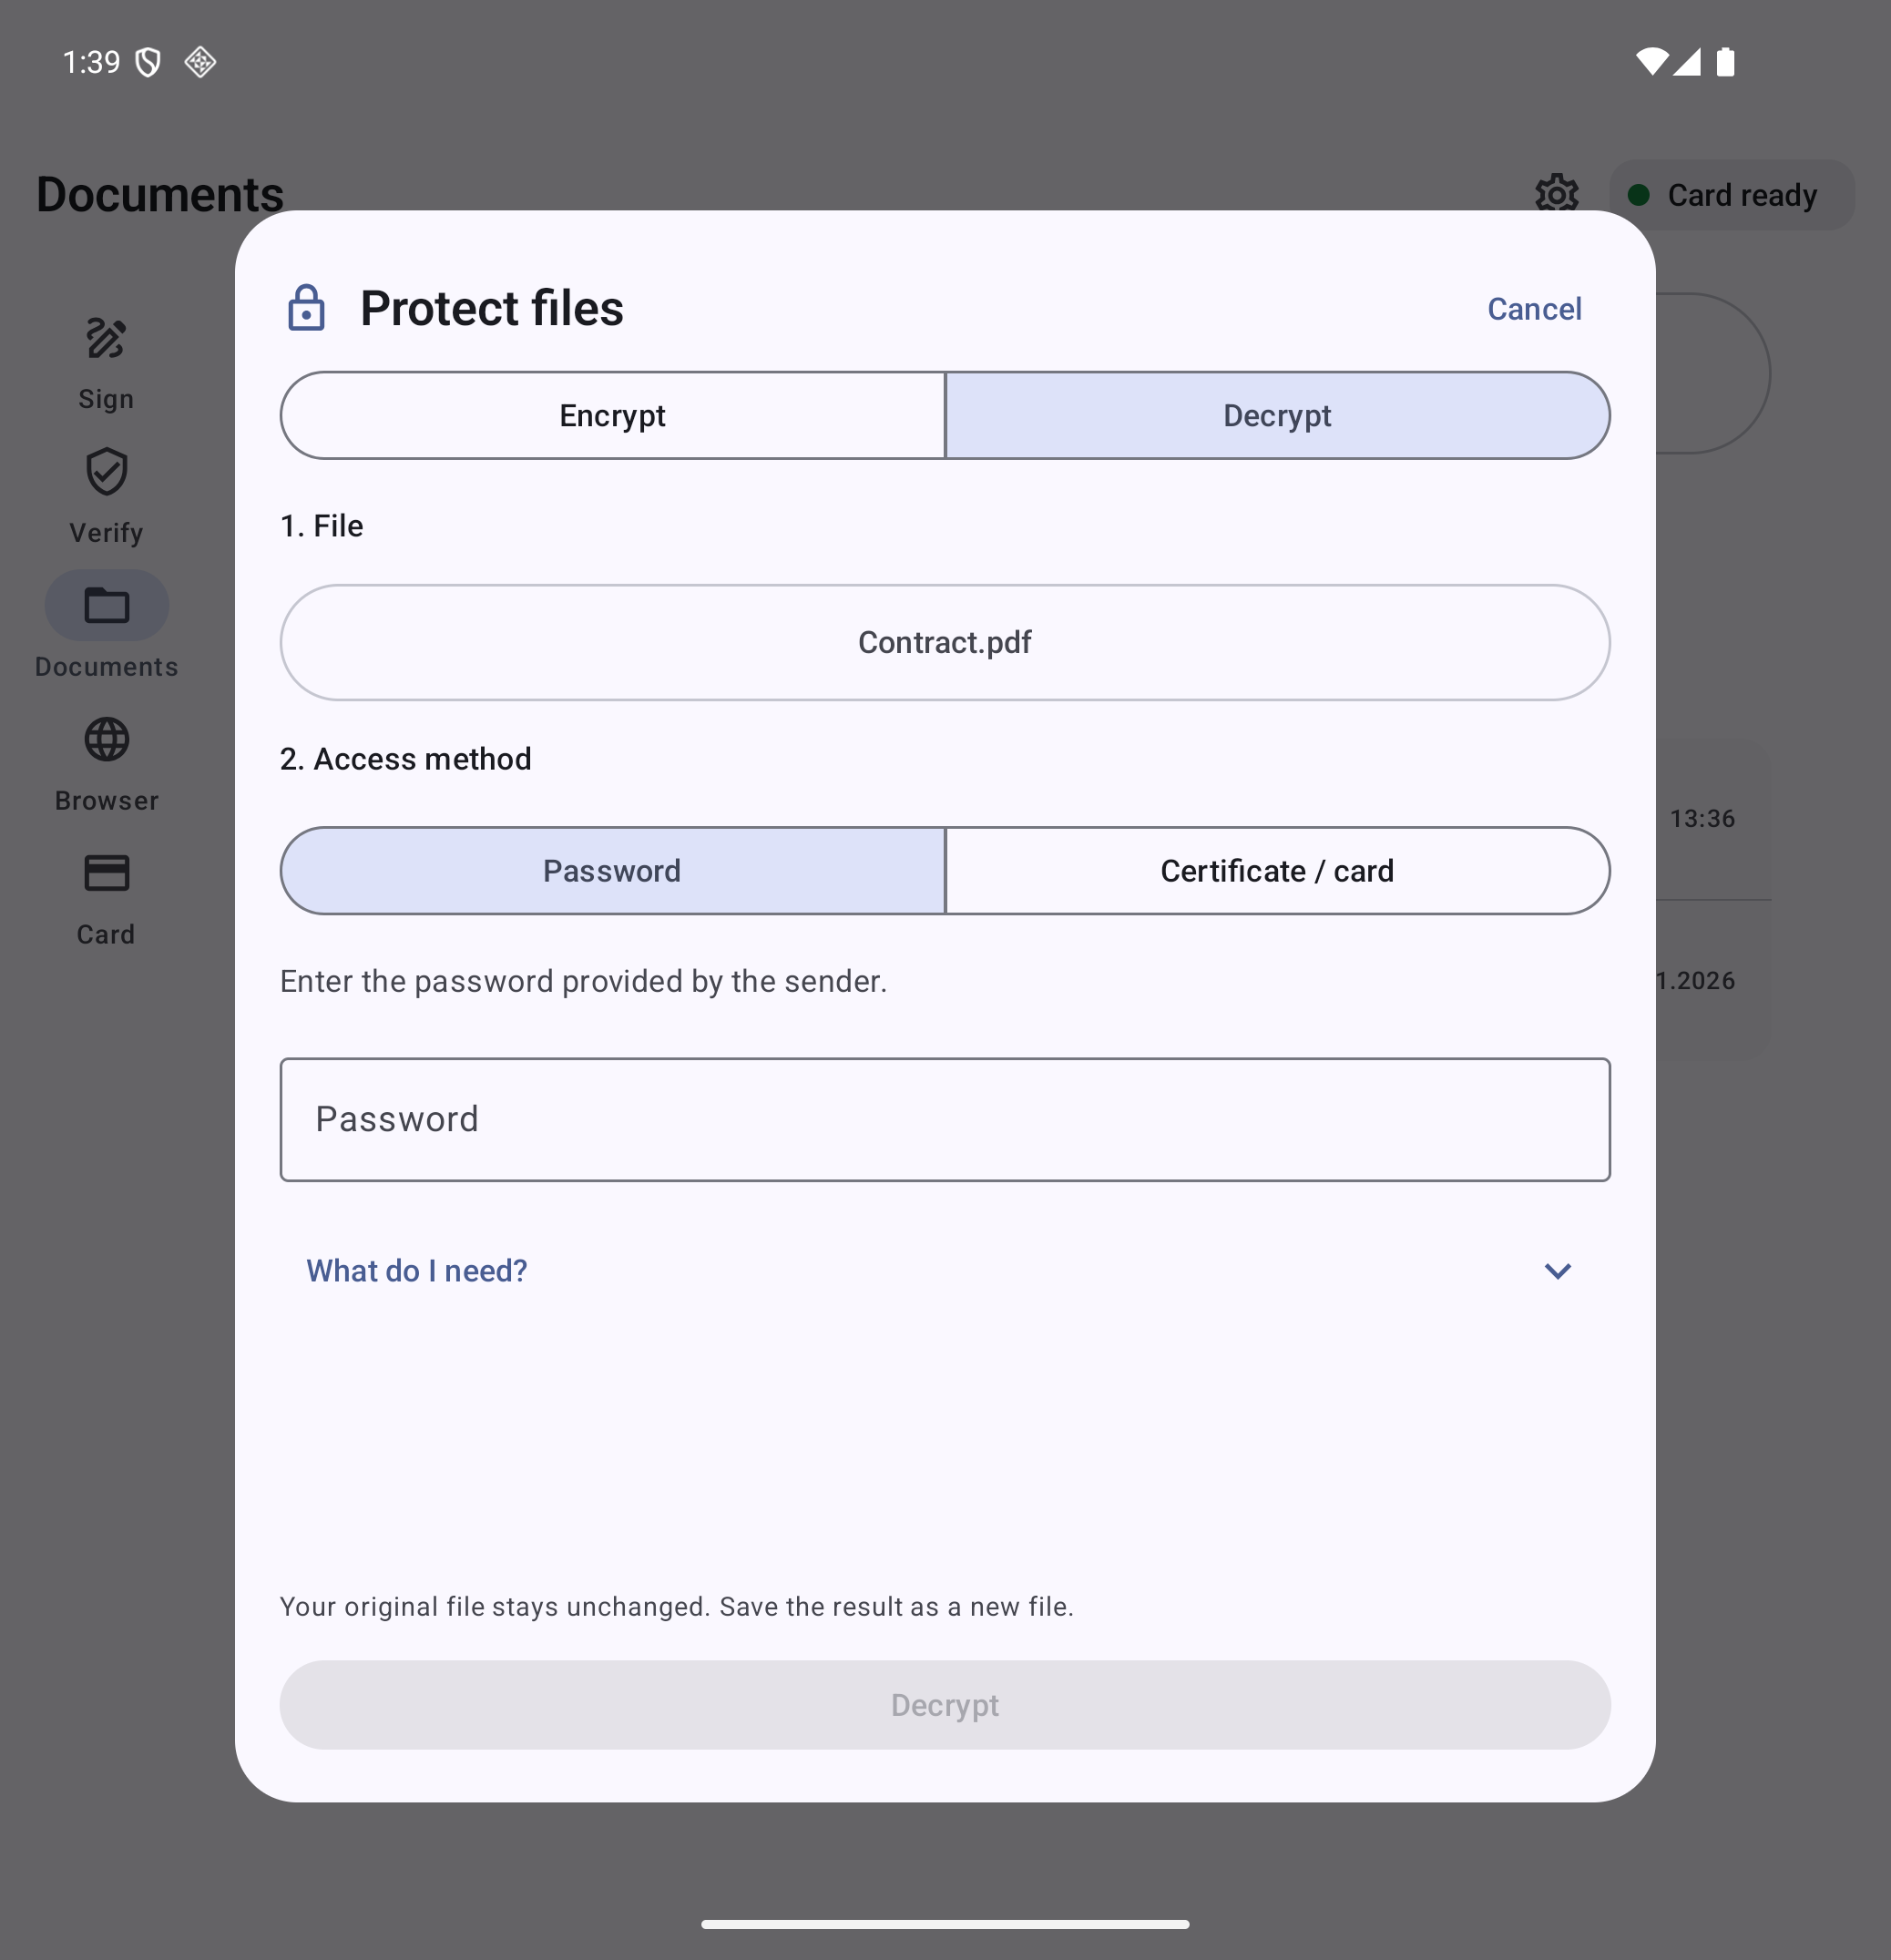 1:39
Documents
Card ready
Protect files
Cancel
Encrypt
Decrypt
1. File
Contract.pdf
2. Access method
Password
Certificate / card
Enter the password provided by the sender.
Password
What do I need?
Your original file stays unchanged. Save the result as a new file.
Decrypt
Sign
Verify
Documents
Browser
Card
13:36
1.2026